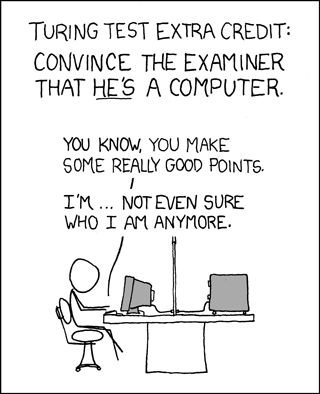 TURING TEST EXTRA CREDIT:
CONVINCE THE EXAMINER
THAT HE'S A COMPUTER.
YOU KNOW, YOU MAKE
SOME REALLY GOOD POINTS.
I'M ... NOT EVEN SURE
WHO I AM ANYMORE.